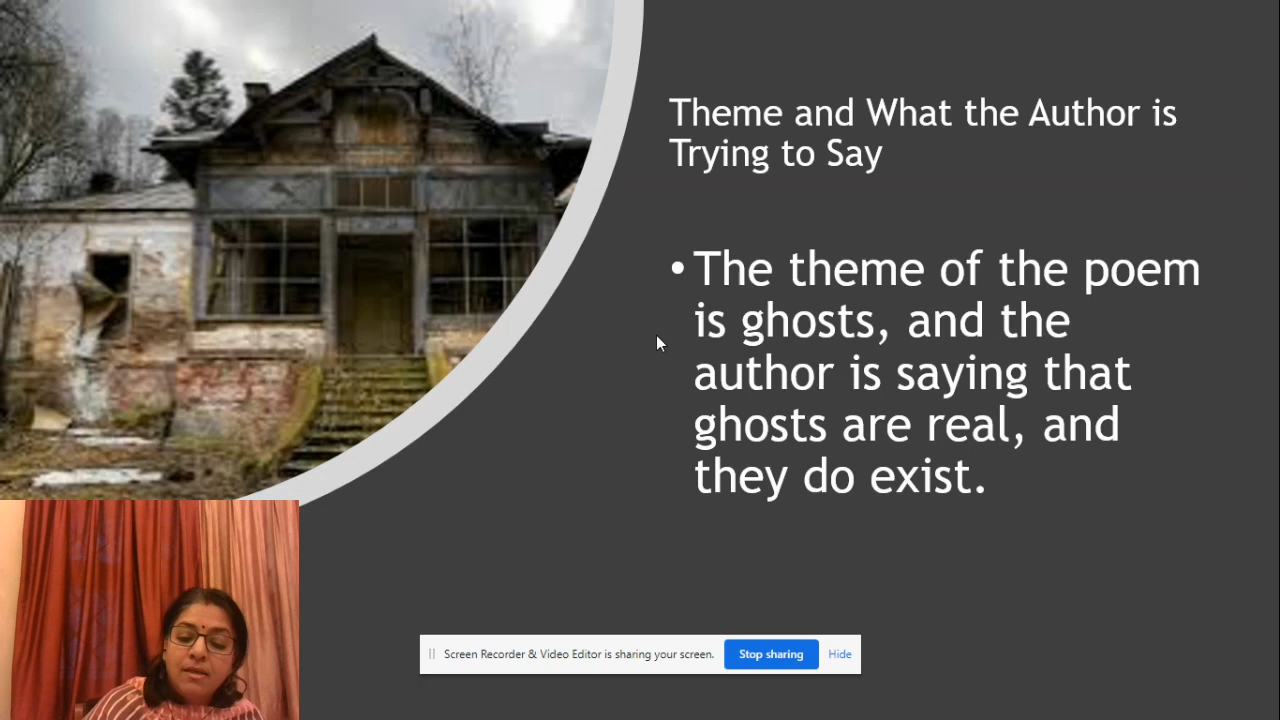 Theme and What the Author is
Trying to Say
• The theme of the poem
is ghosts, and the
author is saying that
ghosts are real, and
they do exist.
Screen Recorder & Video Editor is sharing your screen. Stop sharing Hide